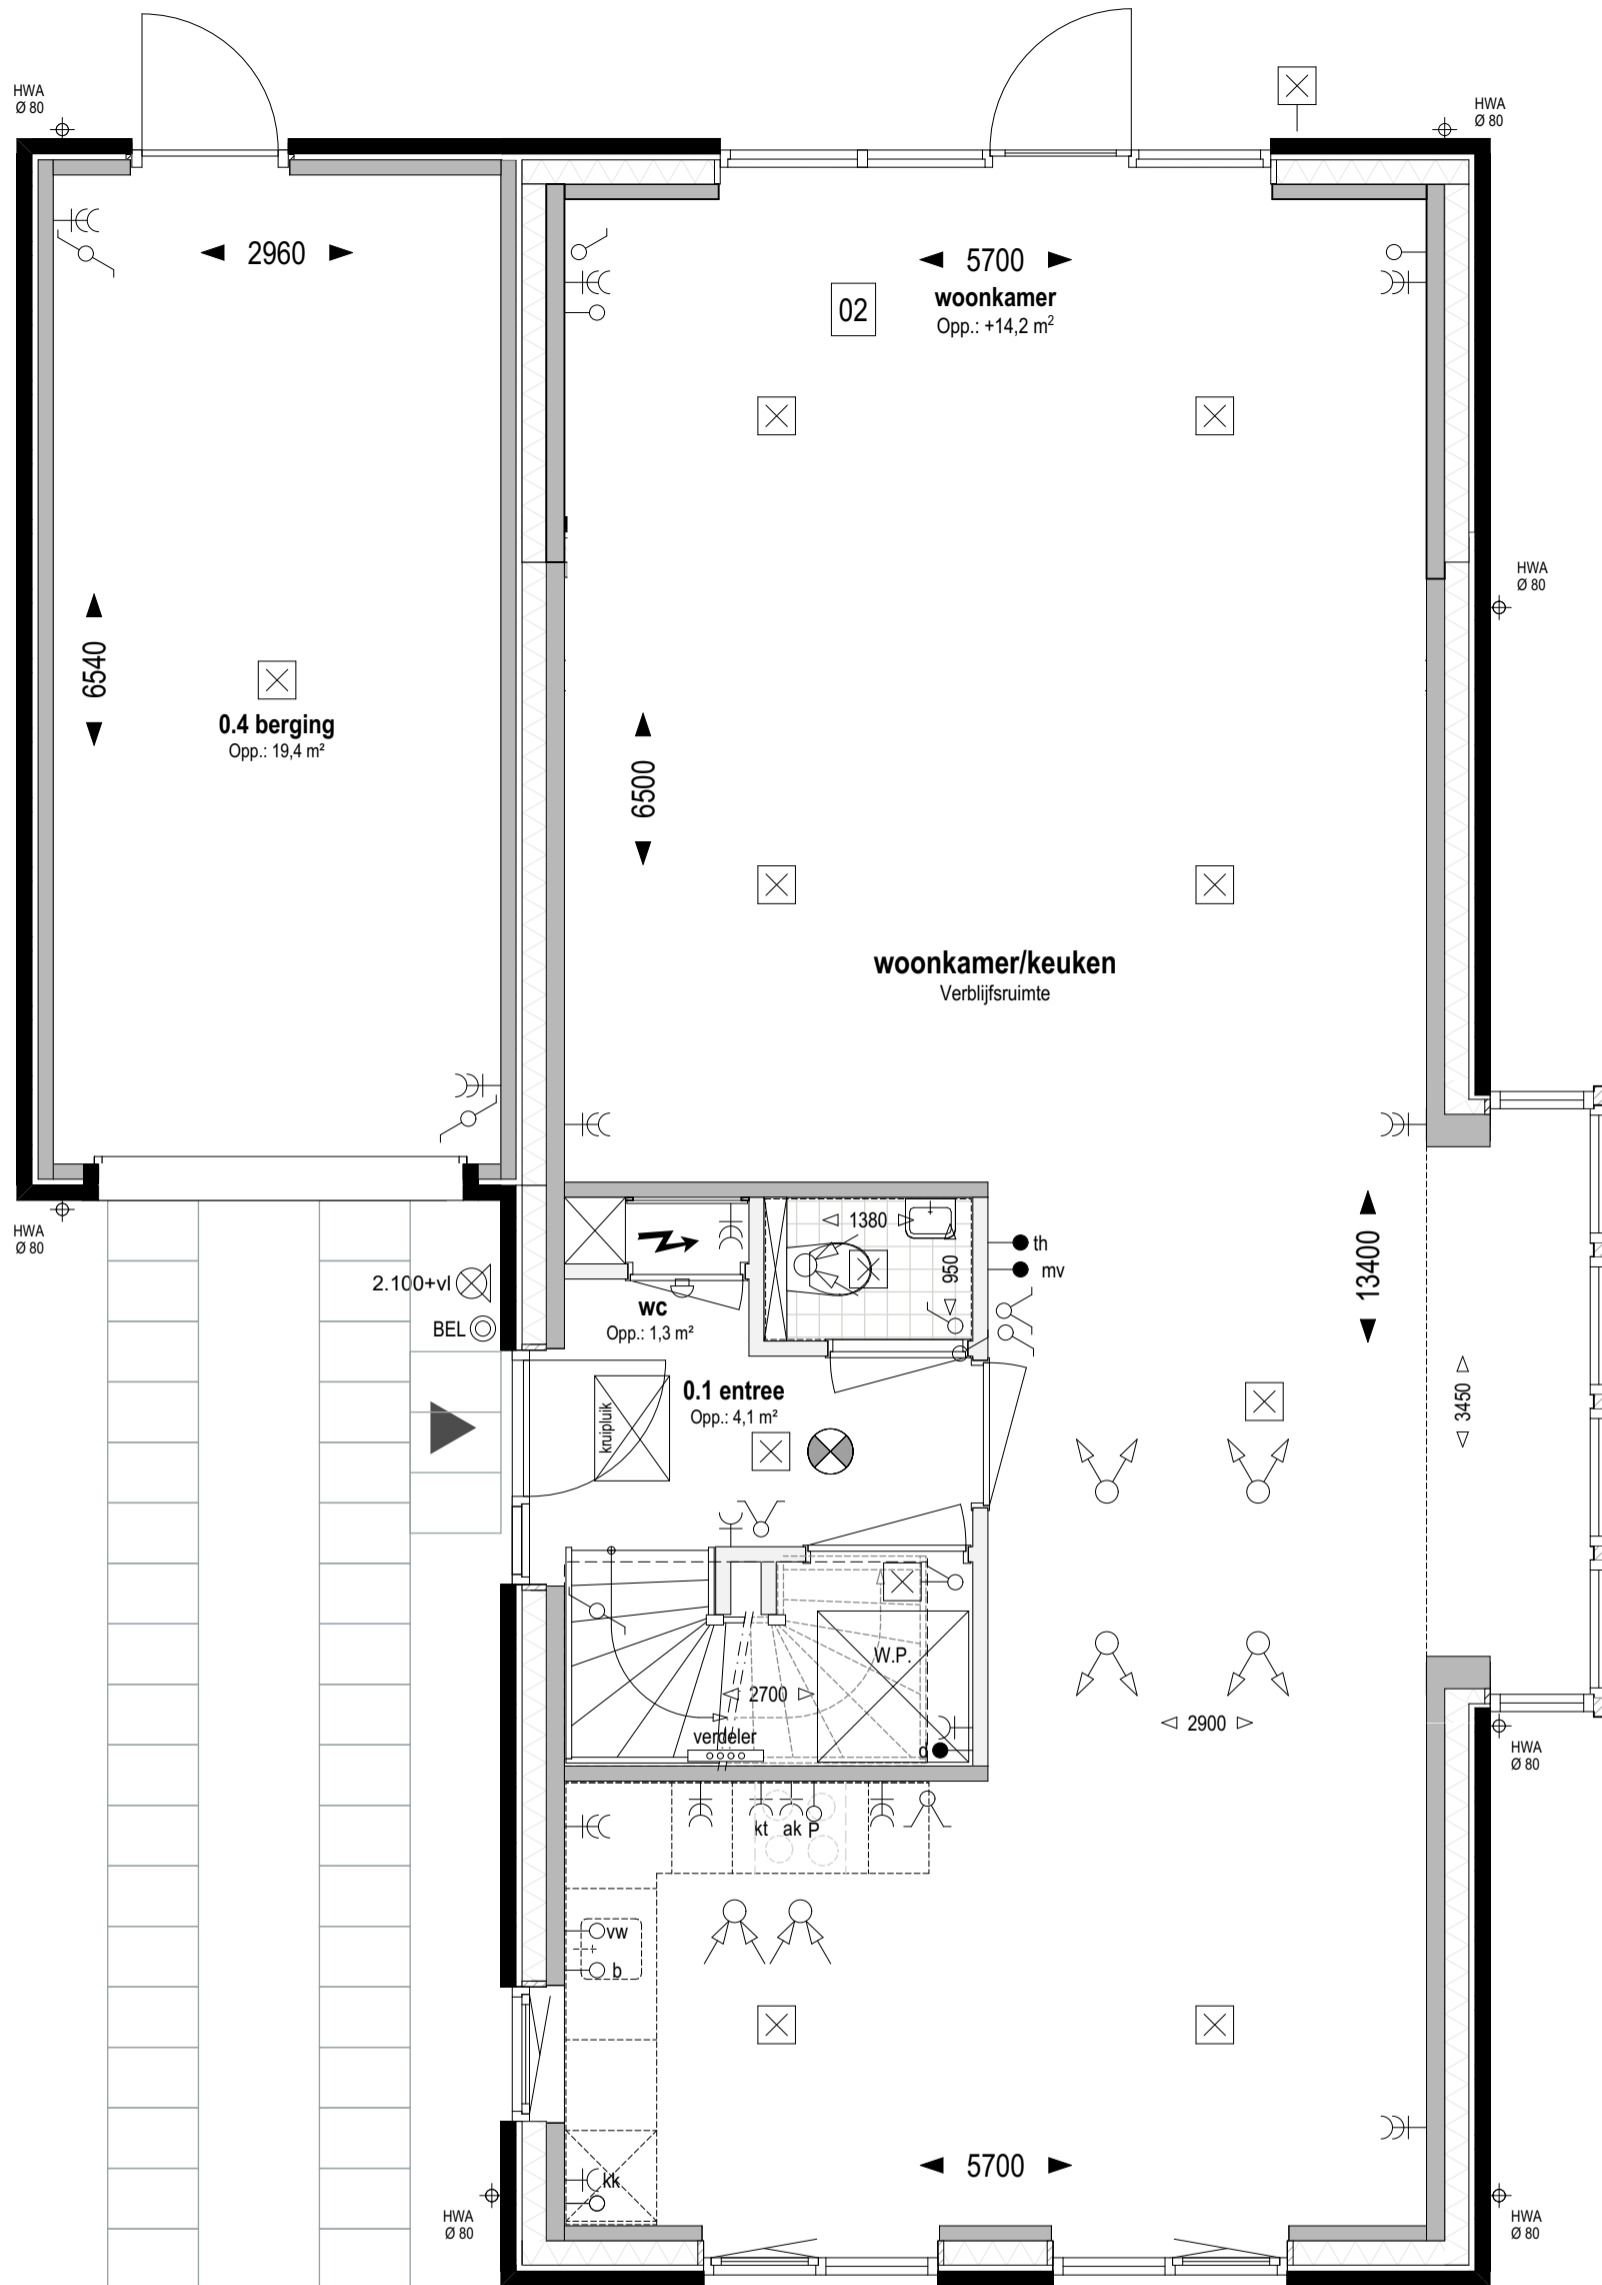 HWA
Ø 80
HWA
Ø 80
2960
5700
woonkamer
Opp.: +14,2 m²
02
HWA
Ø 80
6540
0.4 berging
Opp.: 19,4 m²
6500
woonkamer/keuken
Verblijfsruimte
HWA
Ø 80
1380
950
th
mv
13400
2.100+vl
BEL
wc
Opp.: 1,3 m²
0.1 entree
Opp.: 4,1 m²
kruipluik
3450
W.P.
2700
verdeler
d
2900
HWA
Ø 80
kt ak P
vw
b
kk
5700
HWA
Ø 80
HWA
Ø 80